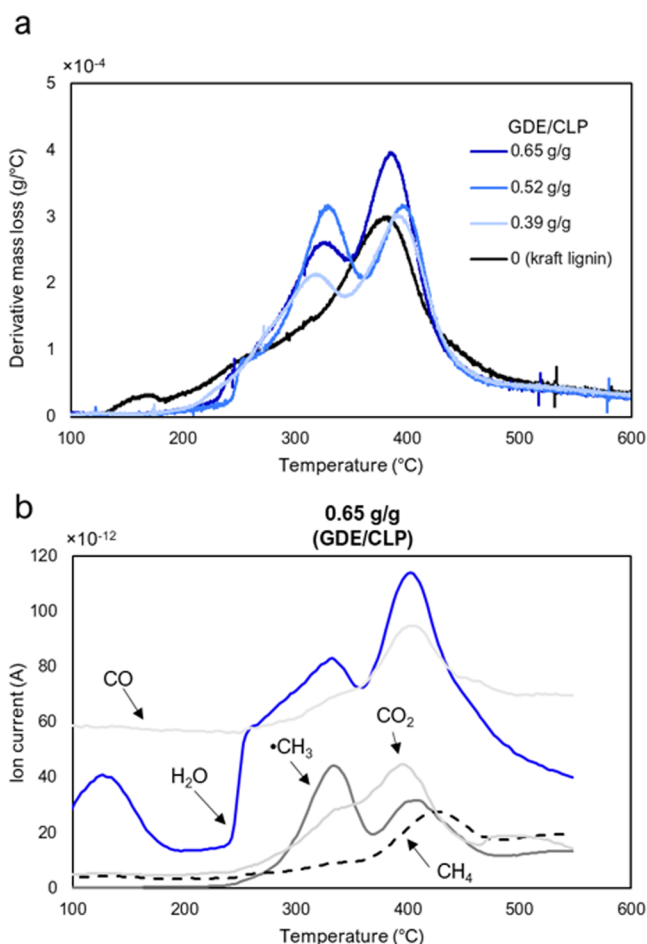 a
×10⁻⁴
5
4
3
2
1
0
Derivative mass loss (g/°C)
GDE/CLP
0.65 g/g
0.52 g/g
0.39 g/g
0 (kraft lignin)
100 200 300 400 500 600
Temperature (°C)
b
0.65 g/g
(GDE/CLP)
×10⁻¹²
120
100
80
60
40
20
0
Ion current (A)
CO
H₂O
•CH₃
CO₂
CH₄
100 200 300 400 500 600
Temperature (°C)